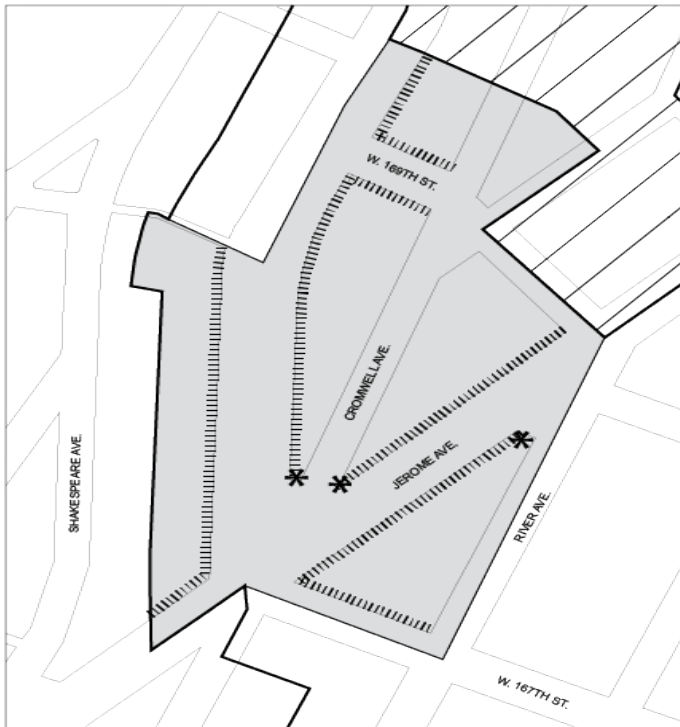 W. 169TH ST.
CROMWELL AVE.
JEROME AVE.
SHAKESPEARE AVE.
RIVER AVE.
W. 167TH ST.